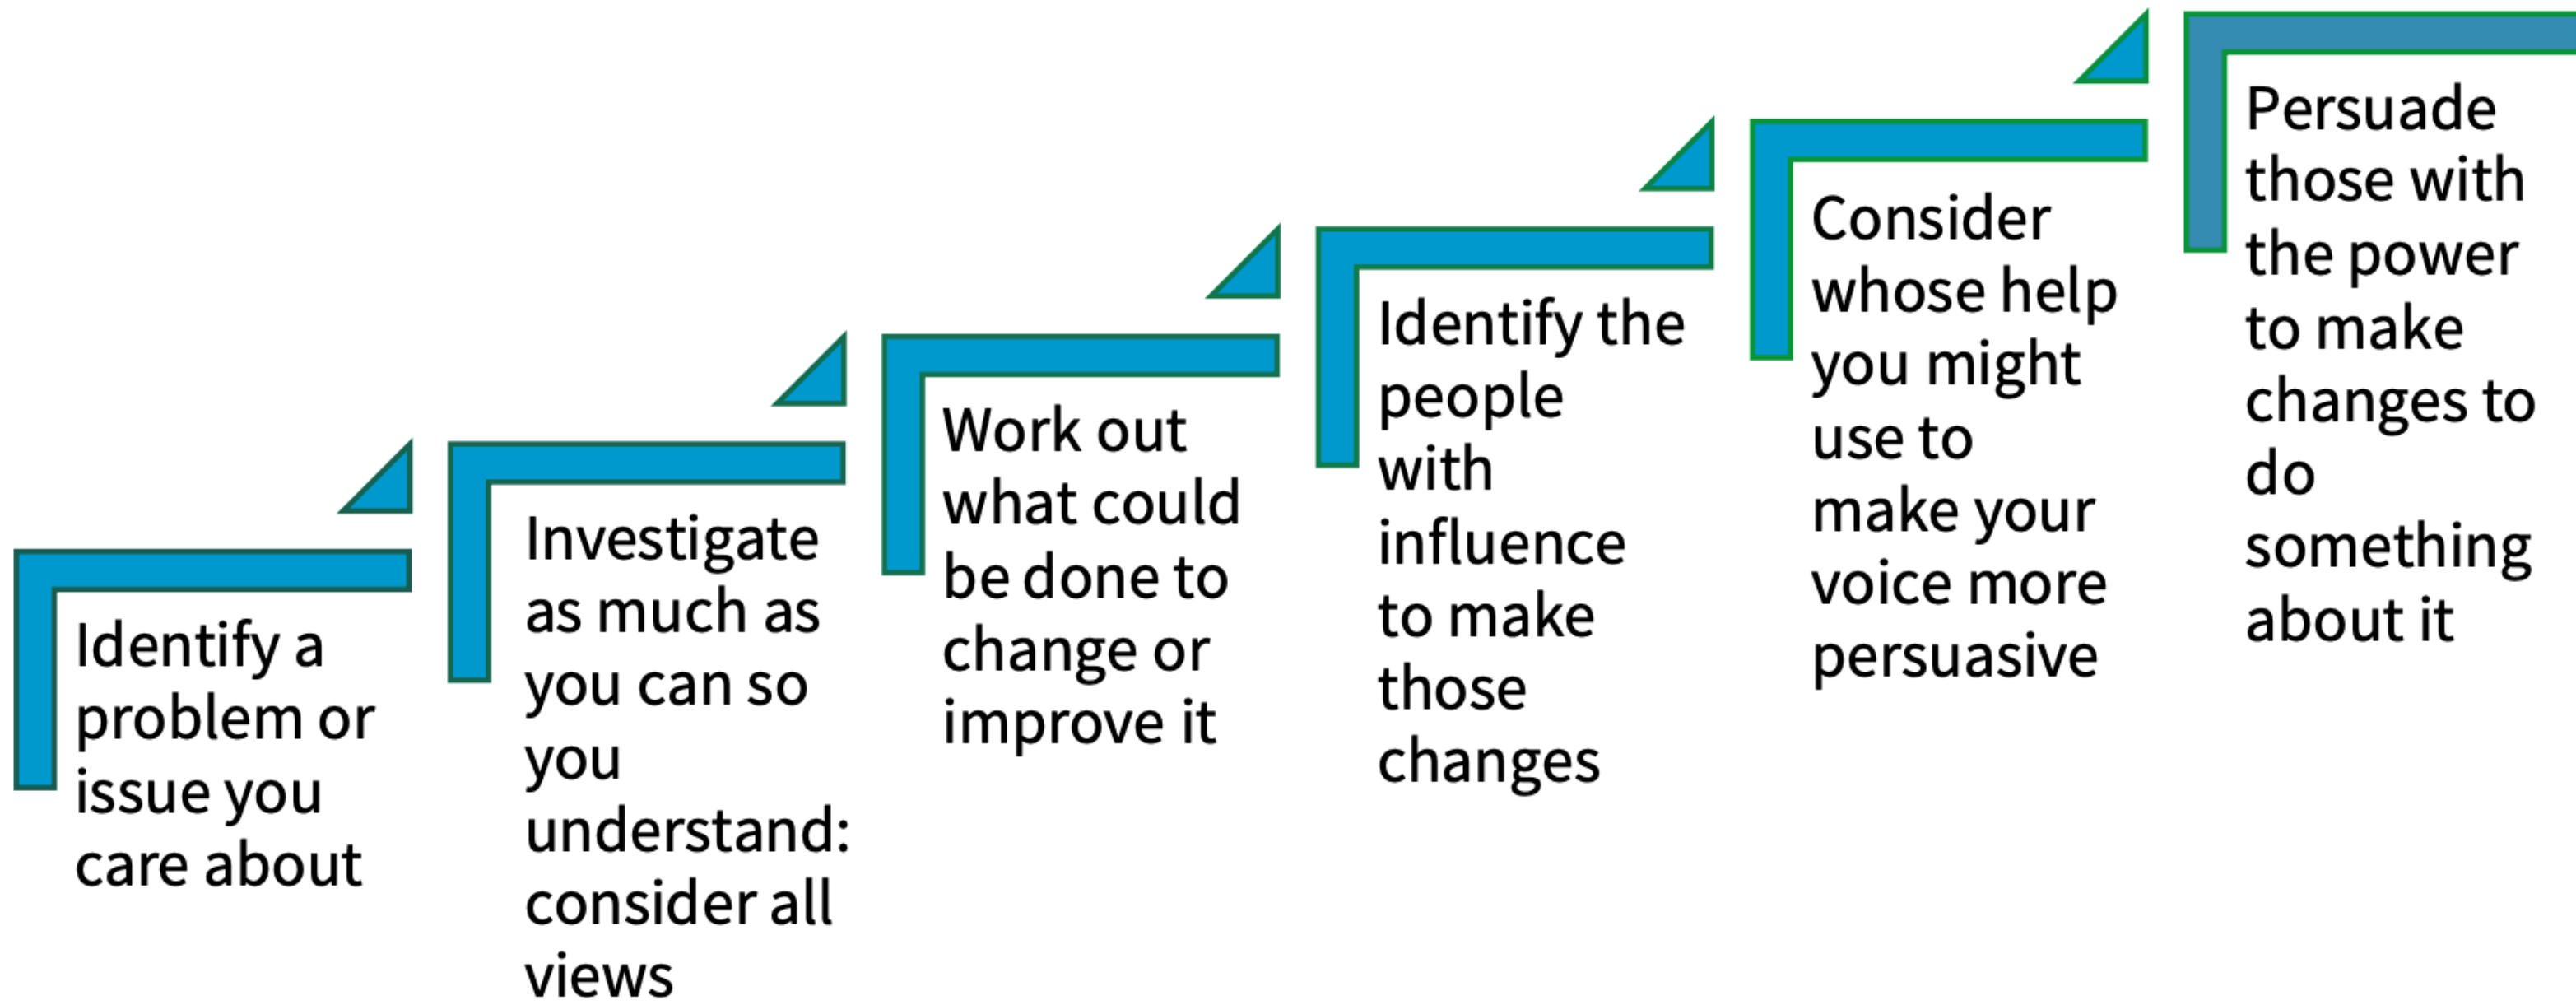 Identify a
problem or
issue you
care about
Investigate
as much as
you can so
you
understand:
consider all
views
Work out
what could
be done to
change or
improve it
Identify the
people
with
influence
to make
those
changes
Consider
whose help
you might
use to
make your
voice more
persuasive
Persuade
those with
the power
to make
changes to
do
something
about it